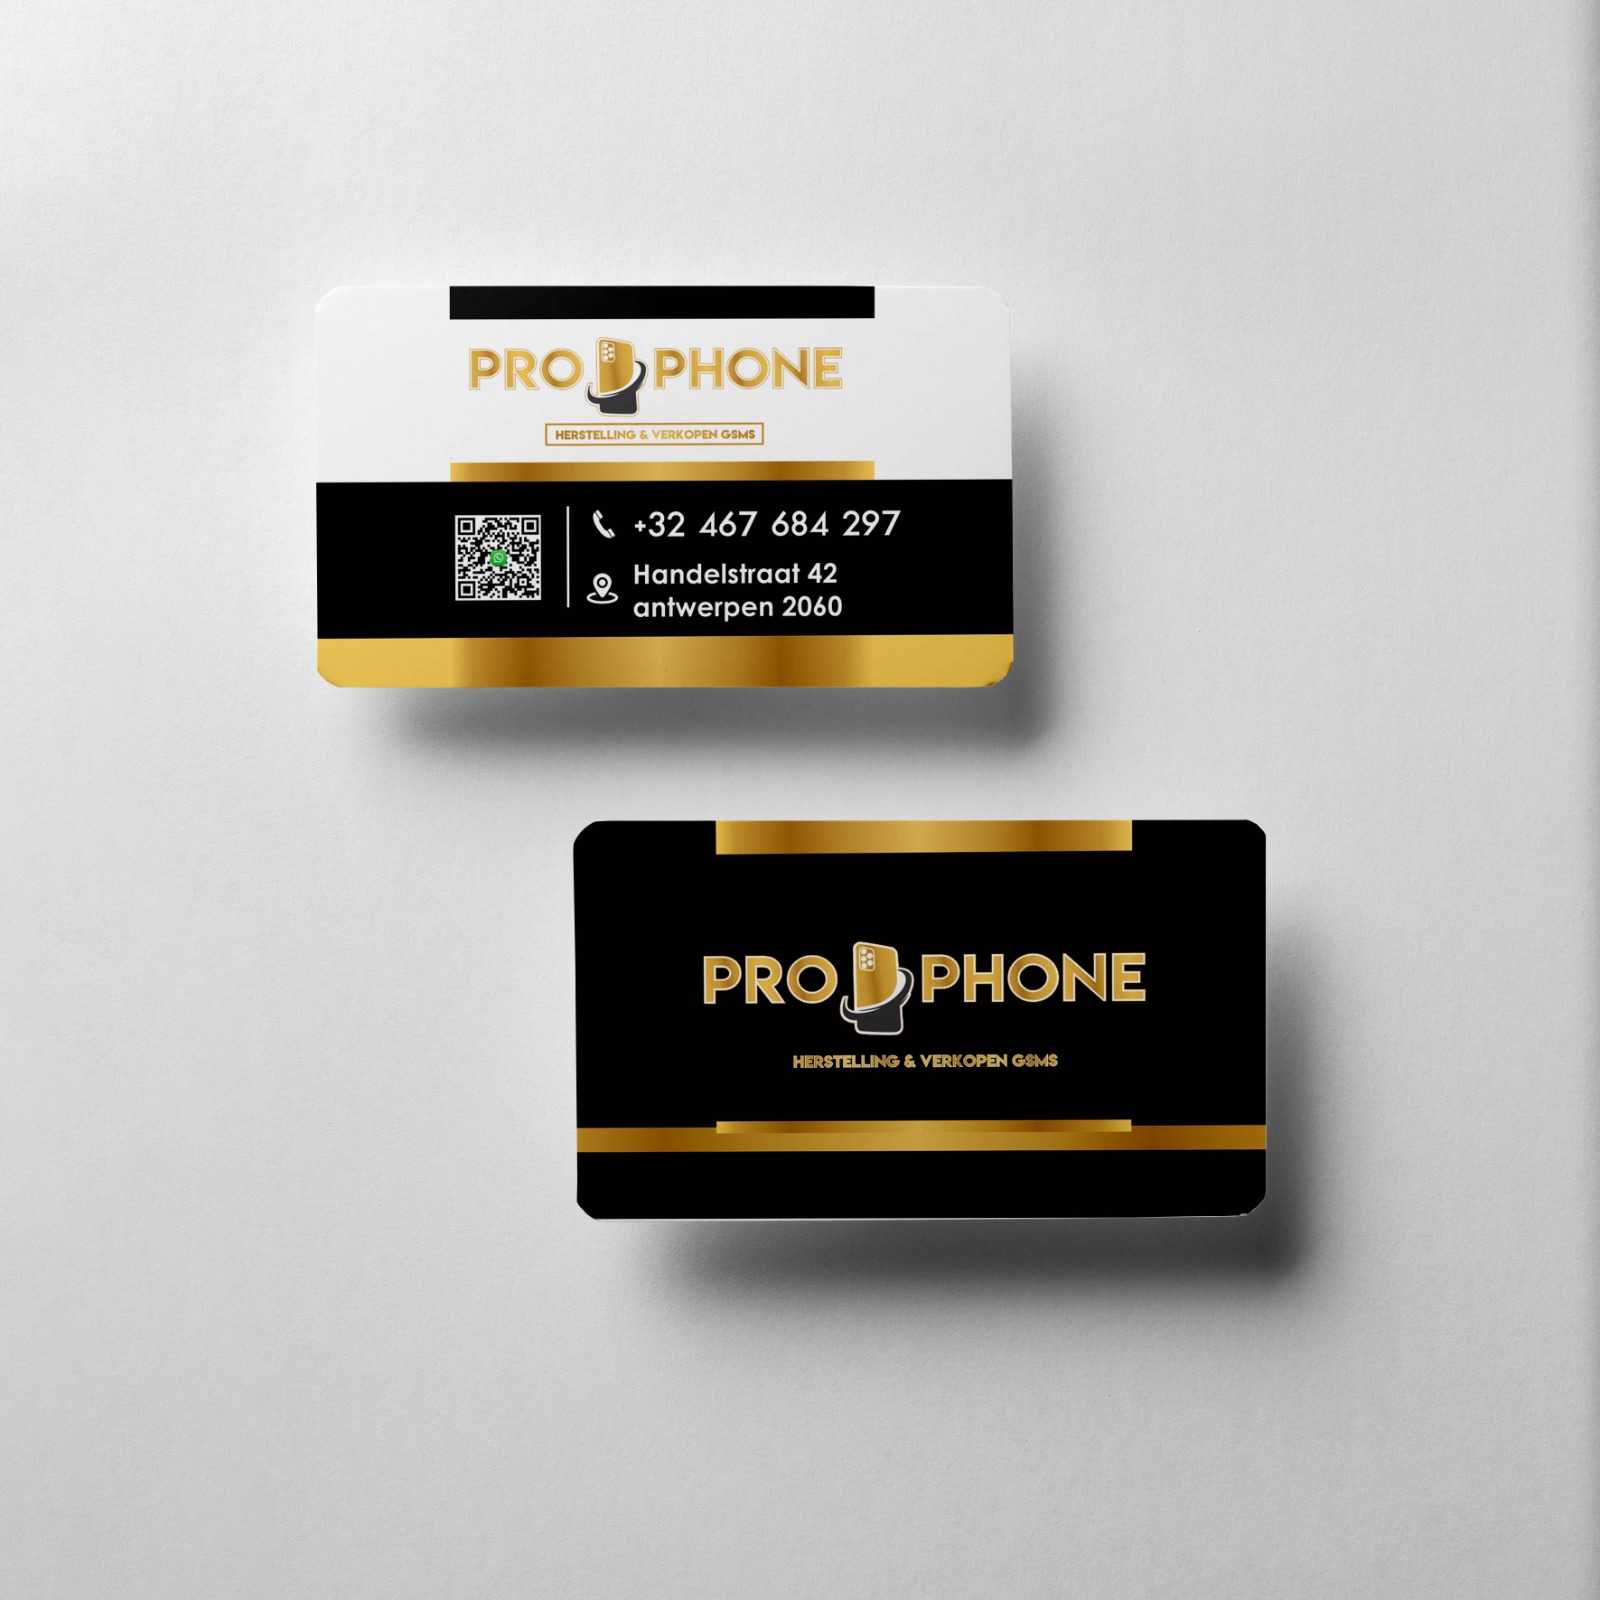 PRO PHONE
HERSTELLING & VERKOPEN GSMS
+32 467 684 297
Handelstraat 42
antwerpen 2060
PRO PHONE
HERSTELLING & VERKOPEN GSMS